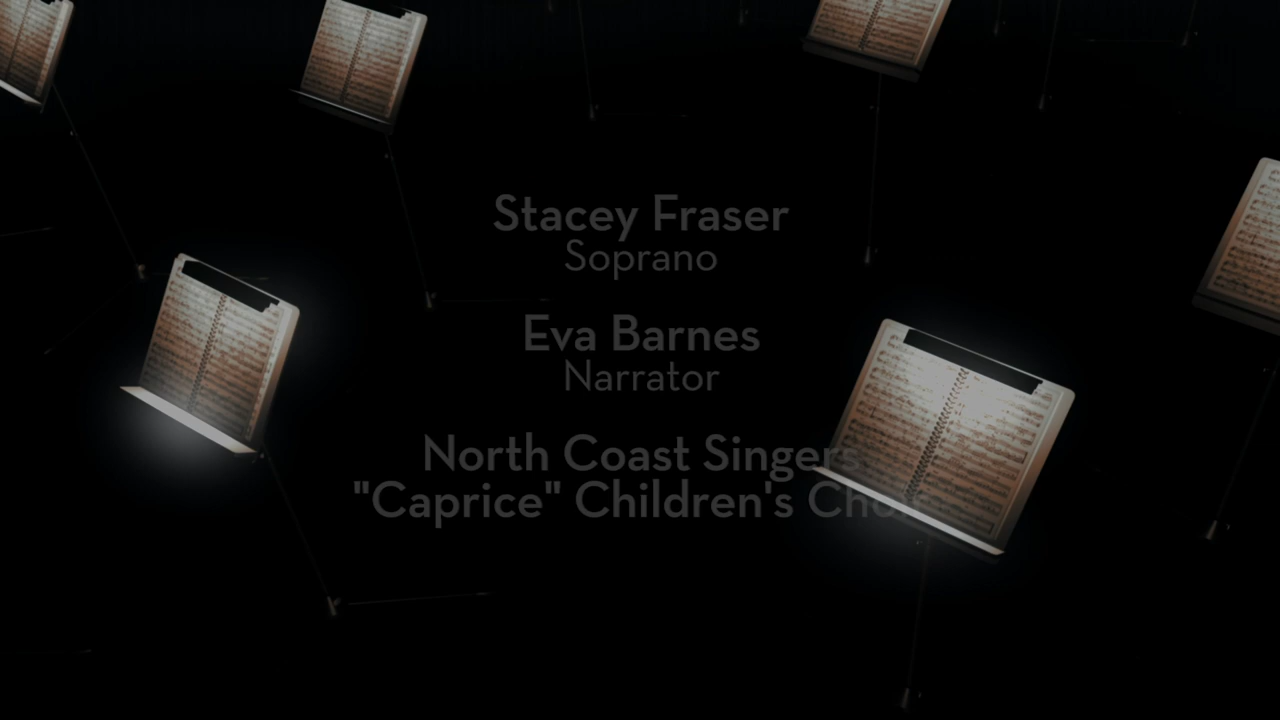 Stacey Fraser
Soprano
Eva Barnes
Narrator
North Coast Singers
"Caprice" Children's